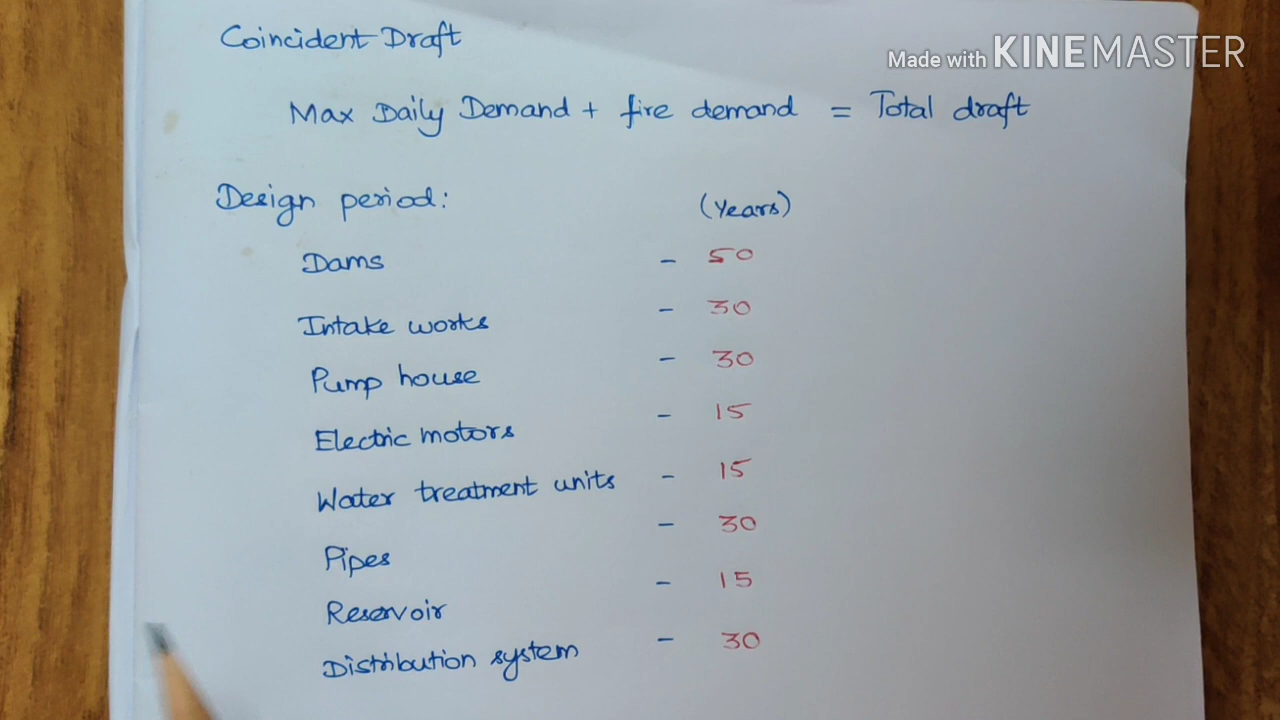 Coincident Draft
Made with KINEMASTER
Max Daily Demand + fire demand = Total draft
Design period: (Years)
Dams - 50
Intake works - 30
Pump house - 30
Electric motors - 15
Water treatment units - 15
Pipes - 30
Reservoir - 15
Distribution system - 30